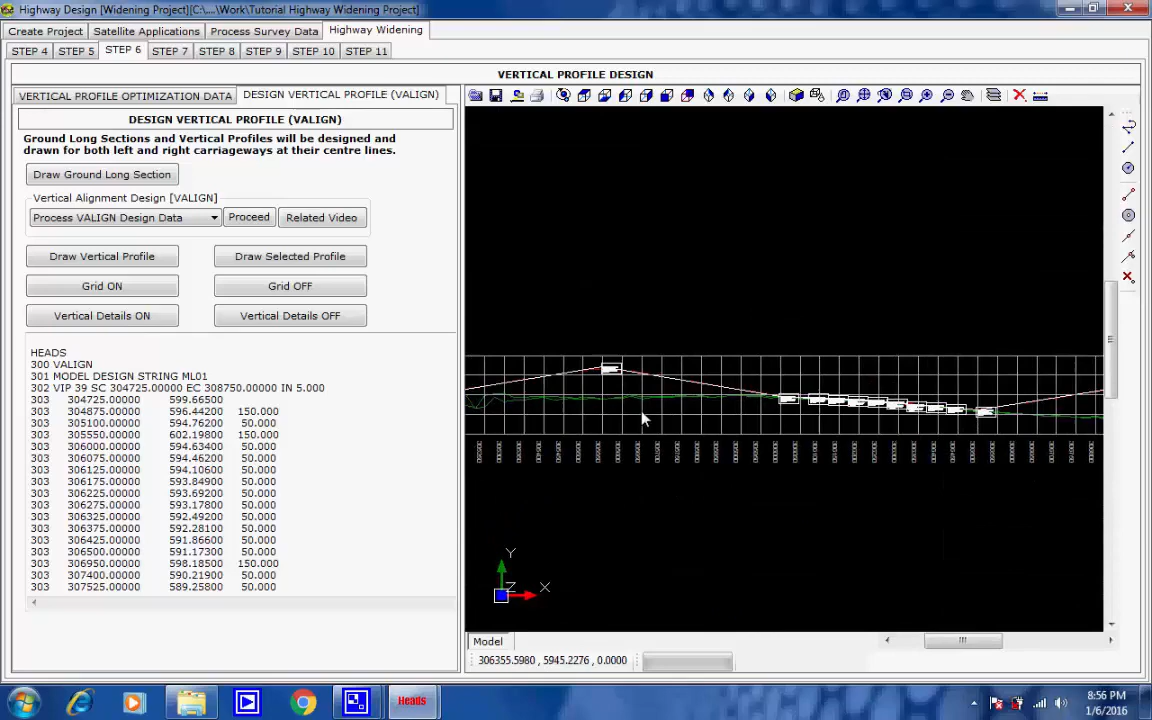 Highway Design [Widening Project][C:\....\Work\Tutorial Highway Widening Project]
Create Project Satellite Applications Process Survey Data Highway Widening
STEP 4 STEP 5 STEP 6 STEP 7 STEP 8 STEP 9 STEP 10 STEP 11
VERTICAL PROFILE DESIGN
VERTICAL PROFILE OPTIMIZATION DATA DESIGN VERTICAL PROFILE (VALIGN)
DESIGN VERTICAL PROFILE (VALIGN)
Ground Long Sections and Vertical Profiles will be designed and
drawn for both left and right carriageways at their centre lines.
Draw Ground Long Section
Vertical Alignment Design [VALIGN]
Process VALIGN Design Data Proceed Related Video
Draw Vertical Profile Draw Selected Profile
Grid ON Grid OFF
Vertical Details ON Vertical Details OFF
HEADS
300 VALIGN
301 MODEL DESIGN STRING ML01
302 VIP 39 SC 304725.00000 EC 308750.00000 IN 5.000
303 304725.00000 599.66500
303 304875.00000 596.44200 150.000
303 305100.00000 594.76200 50.000
303 305550.00000 602.19800 150.000
303 306000.00000 594.63400 50.000
303 306075.00000 594.46200 50.000
303 306125.00000 594.10600 50.000
303 306175.00000 593.84900 50.000
303 306225.00000 593.69200 50.000
303 306275.00000 593.17800 50.000
303 306325.00000 592.49200 50.000
303 306375.00000 592.28100 50.000
303 306425.00000 591.86600 50.000
303 306500.00000 591.17300 50.000
303 306950.00000 598.18500 150.000
303 307400.00000 590.21900 50.000
303 307525.00000 589.25800 50.000
Y
Z X
Model
306355.5980, 5945.2276, 0.0000
Heads
8:56 PM
1/6/2016